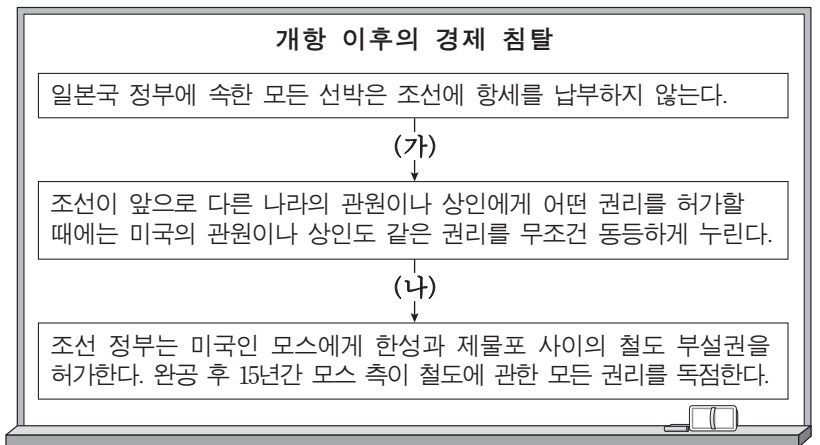 개항 이후의 경제 침탈
일본국 정부에 속한 모든 선박은 조선에 항세를 납부하지 않는다.
(가)
조선이 앞으로 다른 나라의 관원이나 상인에게 어떤 권리를 허가할
때에는 미국의 관원이나 상인도 같은 권리를 무조건 동등하게 누린다.
(나)
조선 정부는 미국인 모스에게 한성과 제물포 사이의 철도 부설권을
허가한다. 완공 후 15년간 모스 측이 철도에 관한 모든 권리를 독점한다.